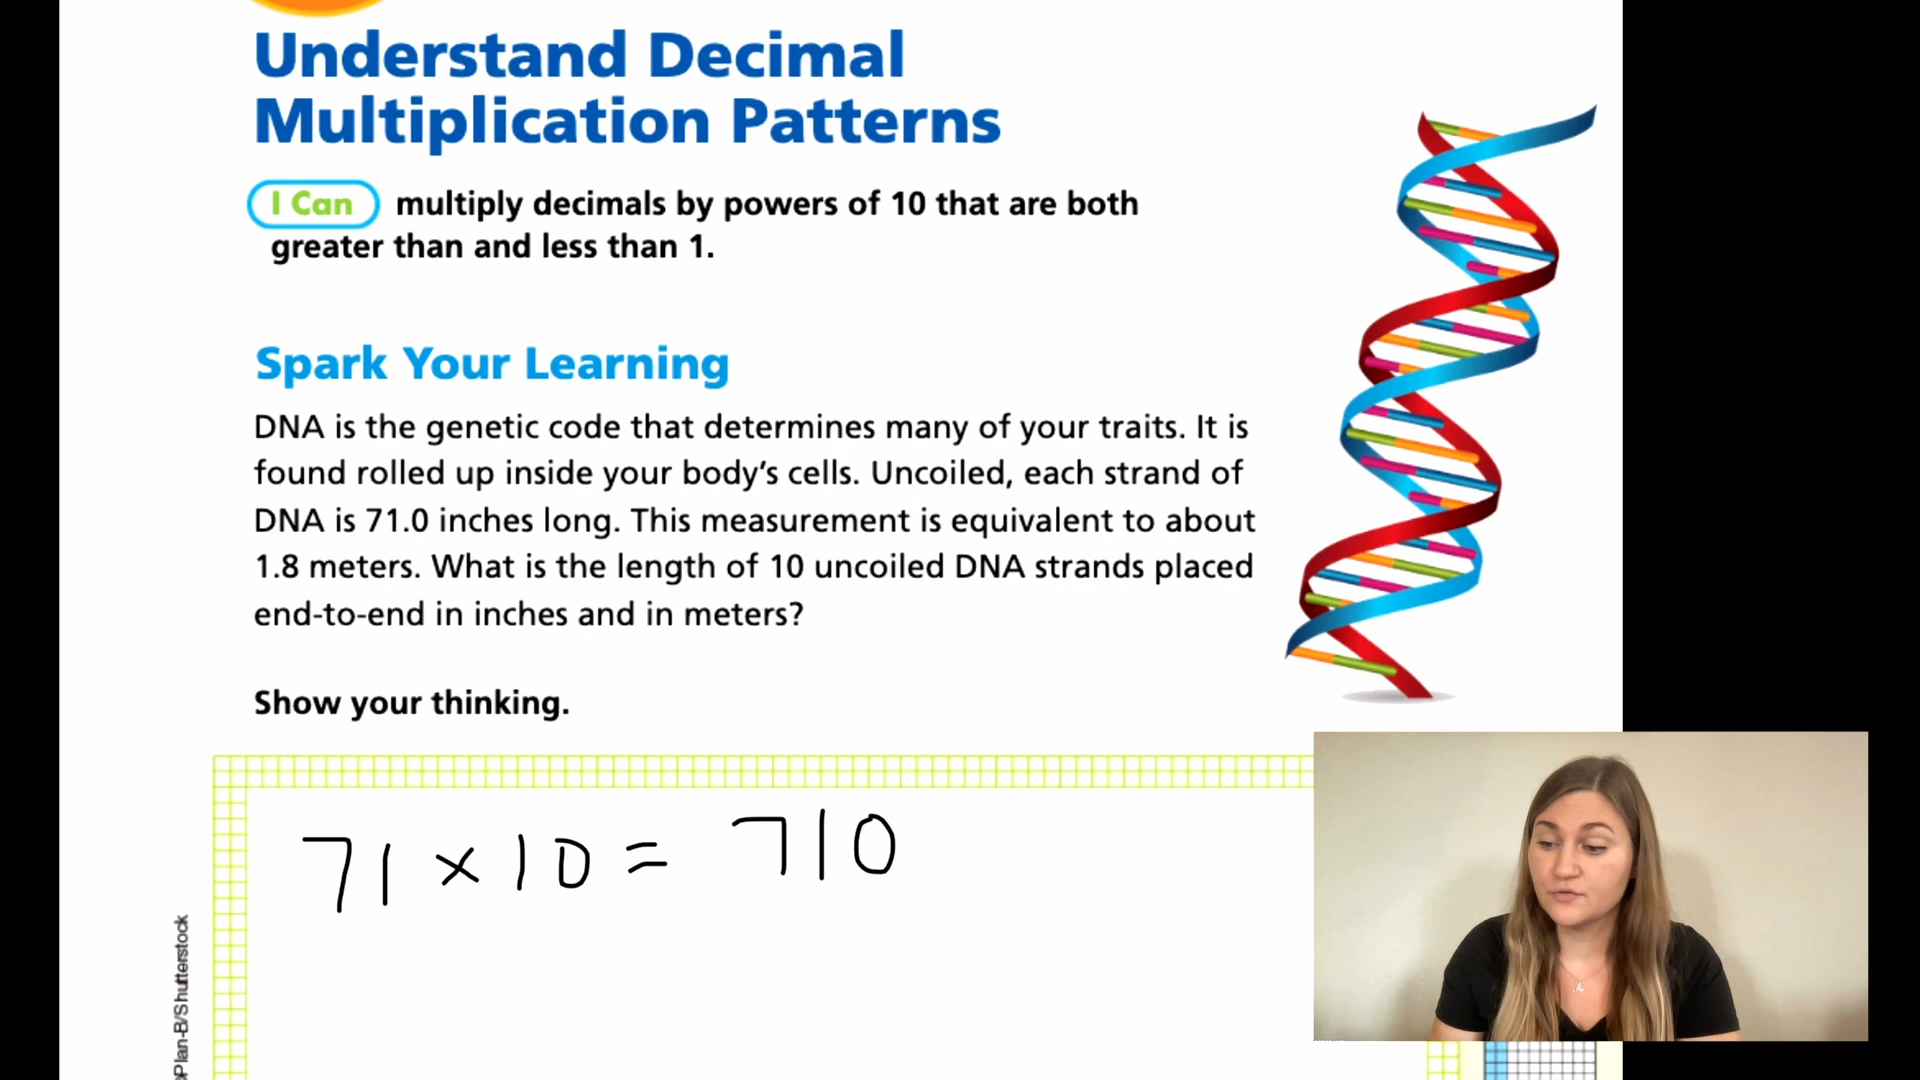 Understand Decimal
Multiplication Patterns
I Can multiply decimals by powers of 10 that are both
greater than and less than 1.
Spark Your Learning
DNA is the genetic code that determines many of your traits. It is
found rolled up inside your body's cells. Uncoiled, each strand of
DNA is 71.0 inches long. This measurement is equivalent to about
1.8 meters. What is the length of 10 uncoiled DNA strands placed
end-to-end in inches and in meters?
Show your thinking.
71 × 10 = 710
Plan-B/Shutterstock